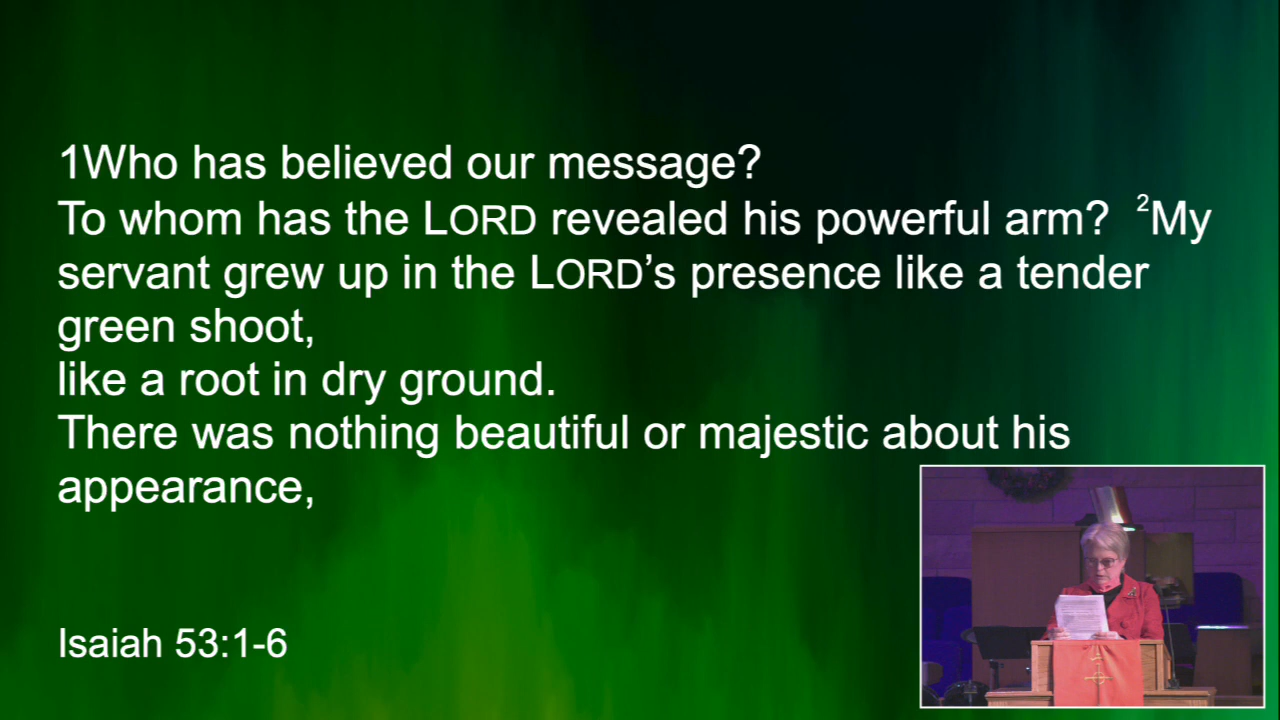 1Who has believed our message?
To whom has the LORD revealed his powerful arm?  ²My
servant grew up in the LORD’s presence like a tender
green shoot,
like a root in dry ground.
There was nothing beautiful or majestic about his
appearance,
Isaiah 53:1-6